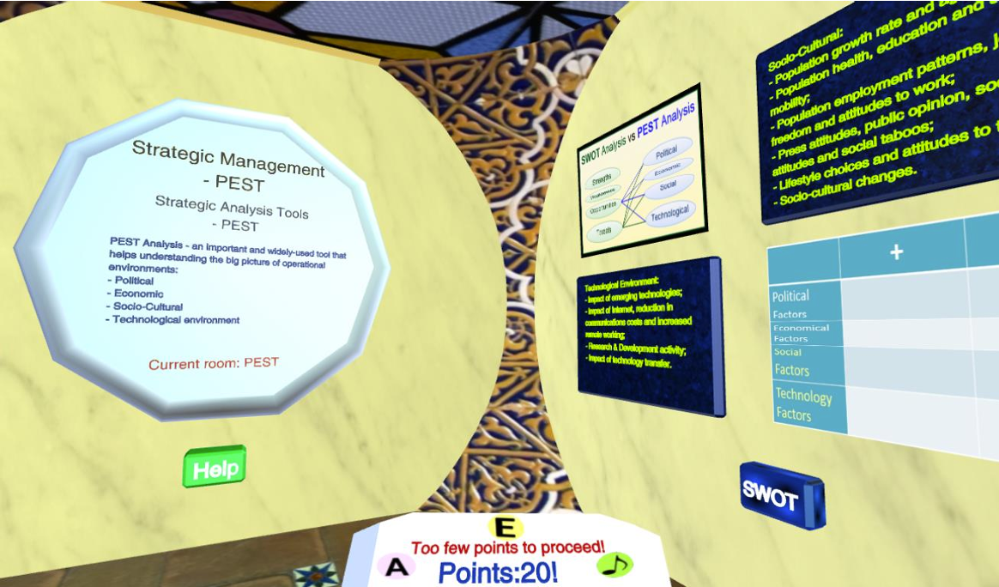 Strategic Management
- PEST
Strategic Analysis Tools
- PEST
PEST Analysis - an important and widely-used tool that
helps understanding the big picture of operational
environments:
- Political
- Economic
- Socio-Cultural
- Technological environment
Current room: PEST
Help
SWOT Analysis vs PEST Analysis
Strengths
Weaknesses
Opportunities
Threats
Political
Economic
Social
Technological
Technological Environment:
- Impact of emerging technologies;
- Impact of Internet, reduction in
communications costs and increased
remote working;
- Research & Development activity;
- Impact of technology transfer.
Socio-Cultural:
- Population growth rate and
- Population health, education and
mobility;
- Population employment patterns,
freedom and attitudes to work;
- Press attitudes, public opinion,
attitudes and social taboos;
- Lifestyle choices and attitudes to
- Socio-cultural changes.
+
Political
Factors
Economical
Factors
Social
Factors
Technology
Factors
SWOT
E
Too few points to proceed!
A
Points:20!